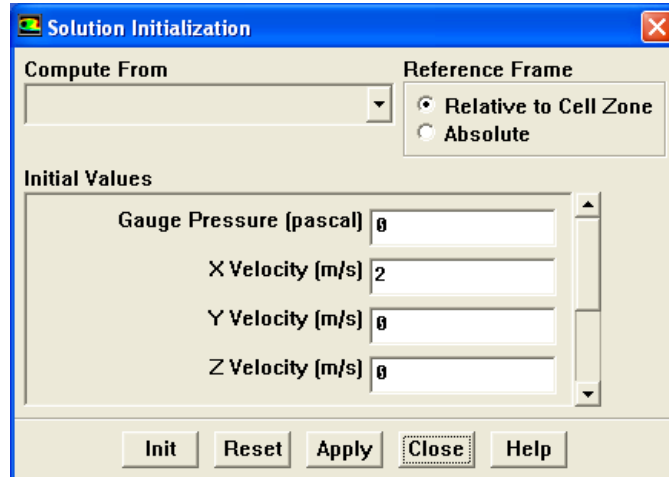 Solution Initialization
Compute From
Reference Frame
Relative to Cell Zone
Absolute
Initial Values
Gauge Pressure (pascal) 0
X Velocity (m/s) 2
Y Velocity (m/s) 0
Z Velocity (m/s) 0
Init Reset Apply Close Help